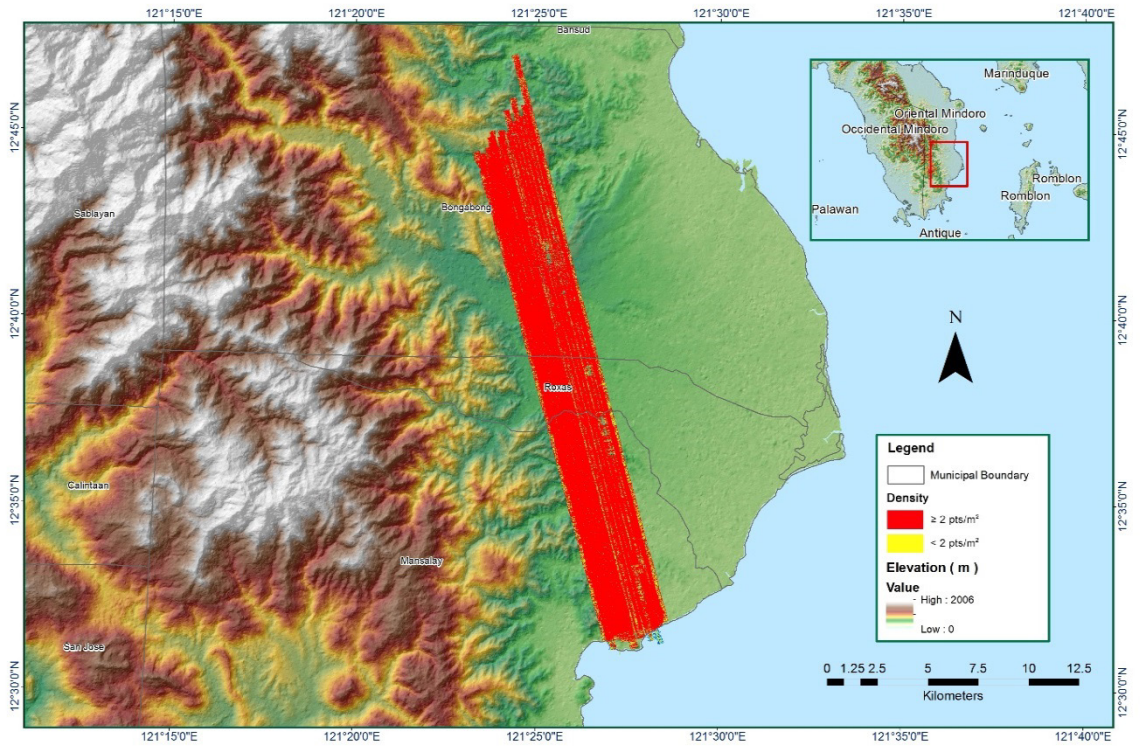 121°15'0"E
121°20'0"E
121°25'0"E
121°30'0"E
121°35'0"E
121°40'0"E
Bansud
Marinduque
Oriental Mindoro
Occidental Mindoro
Romblon
Romblon
Palawan
Antique
12°45'0"N
12°45'0"N
Bongabong
Sablayan
12°40'0"N
12°40'0"N
N
Roxas
Legend
Municipal Boundary
Density
≥ 2 pts/m²
< 2 pts/m²
Elevation ( m )
Value
High : 2006
Low : 0
12°35'0"N
12°35'0"N
Calintaan
Mansalay
San Jose
0 1.25 2.5 5 7.5 10 12.5
Kilometers
12°30'0"N
12°30'0"N
121°15'0"E
121°20'0"E
121°25'0"E
121°30'0"E
121°35'0"E
121°40'0"E